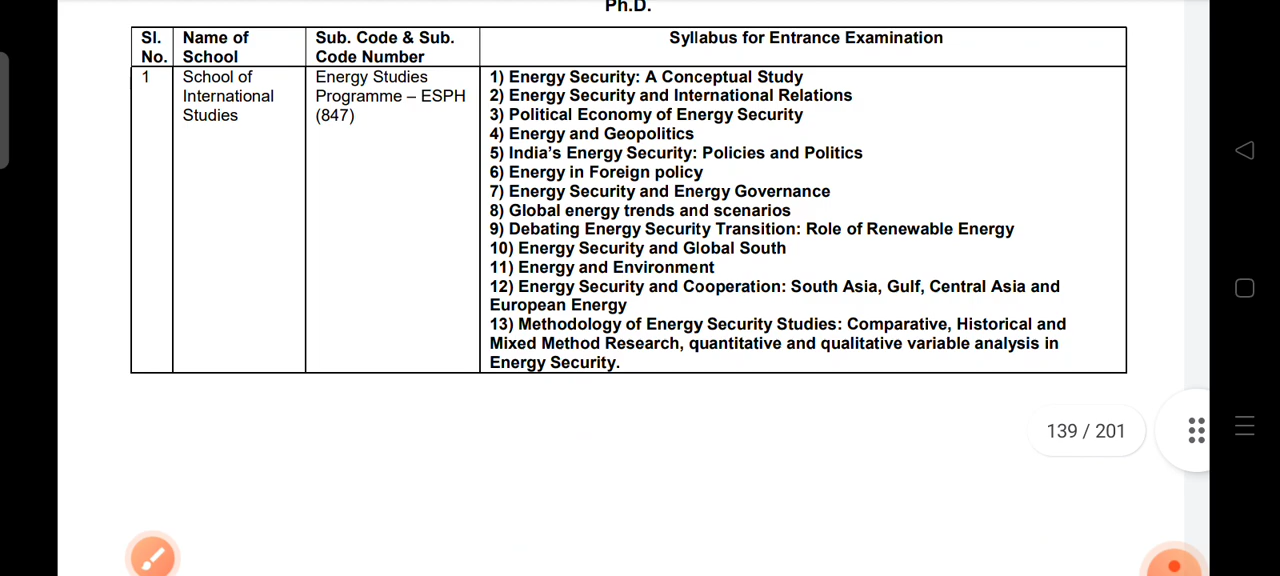 Ph.D.
Sl. No.
Name of School
Sub. Code & Sub. Code Number
Syllabus for Entrance Examination
1
School of
International
Studies
Energy Studies
Programme – ESPH
(847)
1) Energy Security: A Conceptual Study
2) Energy Security and International Relations
3) Political Economy of Energy Security
4) Energy and Geopolitics
5) India’s Energy Security: Policies and Politics
6) Energy in Foreign policy
7) Energy Security and Energy Governance
8) Global energy trends and scenarios
9) Debating Energy Security Transition: Role of Renewable Energy
10) Energy Security and Global South
11) Energy and Environment
12) Energy Security and Cooperation: South Asia, Gulf, Central Asia and
European Energy
13) Methodology of Energy Security Studies: Comparative, Historical and
Mixed Method Research, quantitative and qualitative variable analysis in
Energy Security.
139 / 201